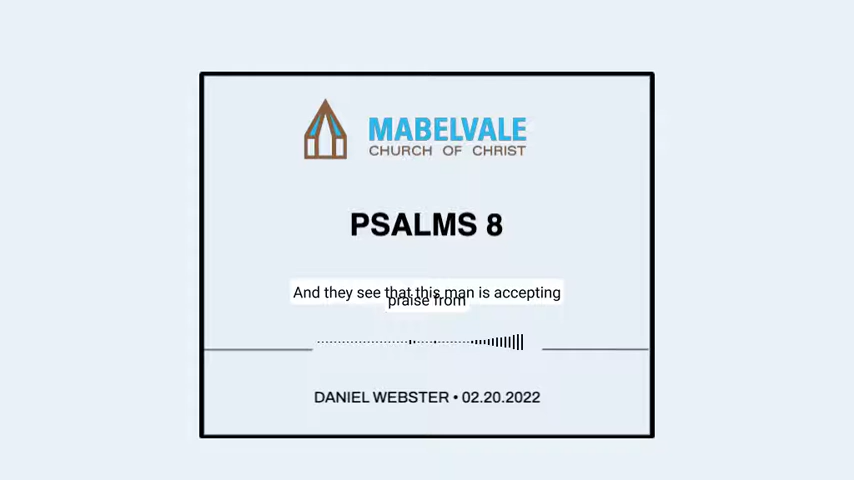 MABELVALE
CHURCH OF CHRIST
PSALMS 8
And they see that this man is accepting
praise from
DANIEL WEBSTER • 02.20.2022